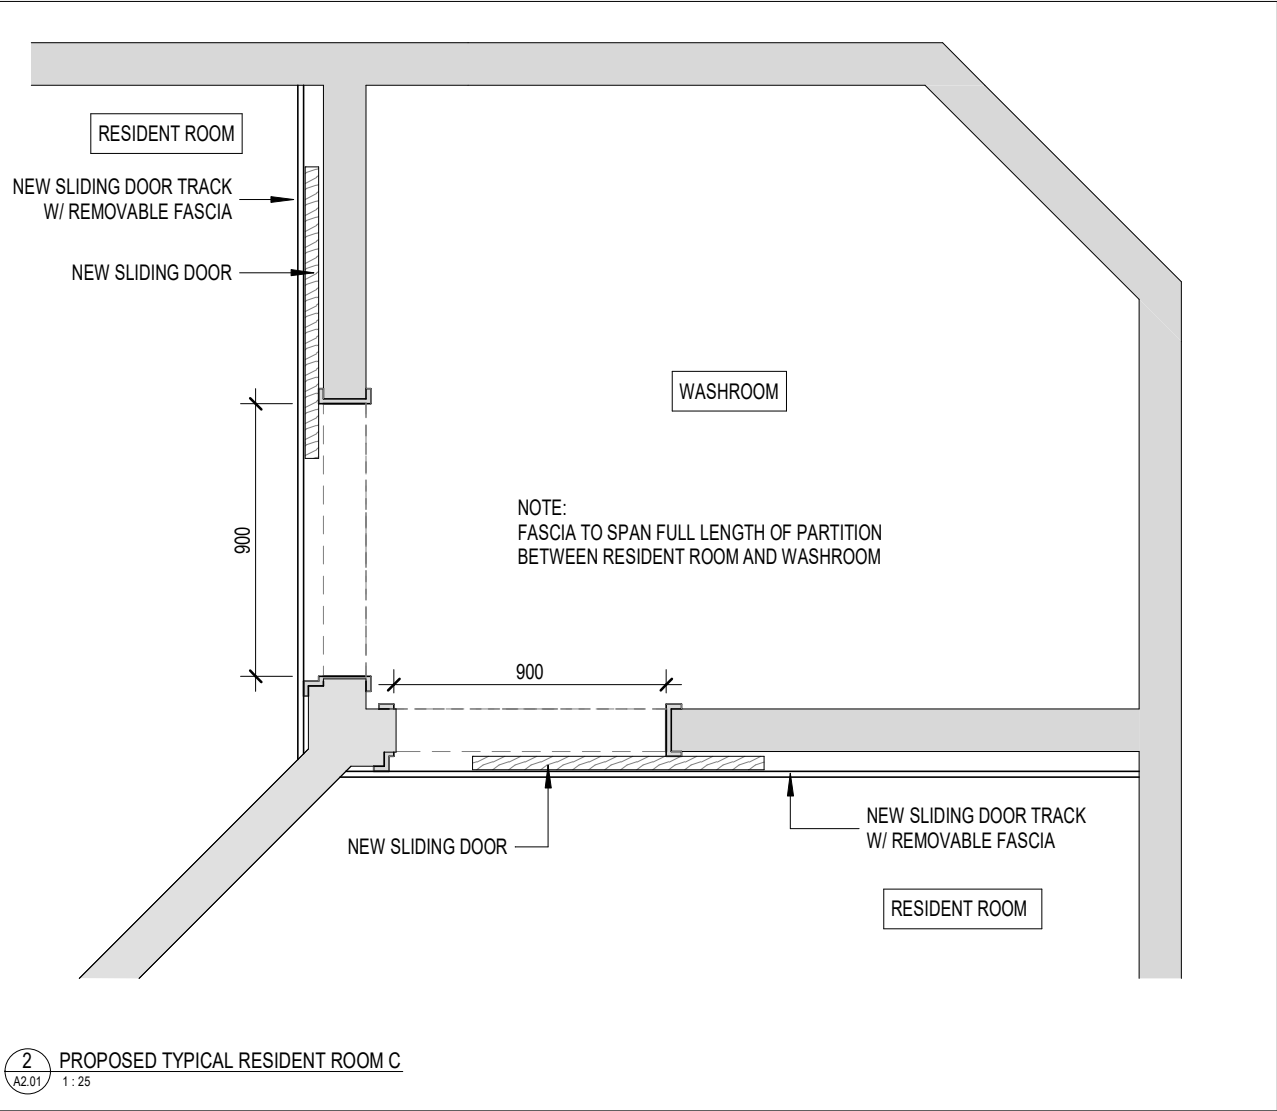 RESIDENT ROOM
NEW SLIDING DOOR TRACK
W/ REMOVABLE FASCIA
NEW SLIDING DOOR
WASHROOM
900
NOTE:
FASCIA TO SPAN FULL LENGTH OF PARTITION
BETWEEN RESIDENT ROOM AND WASHROOM
900
NEW SLIDING DOOR
NEW SLIDING DOOR TRACK
W/ REMOVABLE FASCIA
RESIDENT ROOM
2
A2.01
PROPOSED TYPICAL RESIDENT ROOM C
1 : 25